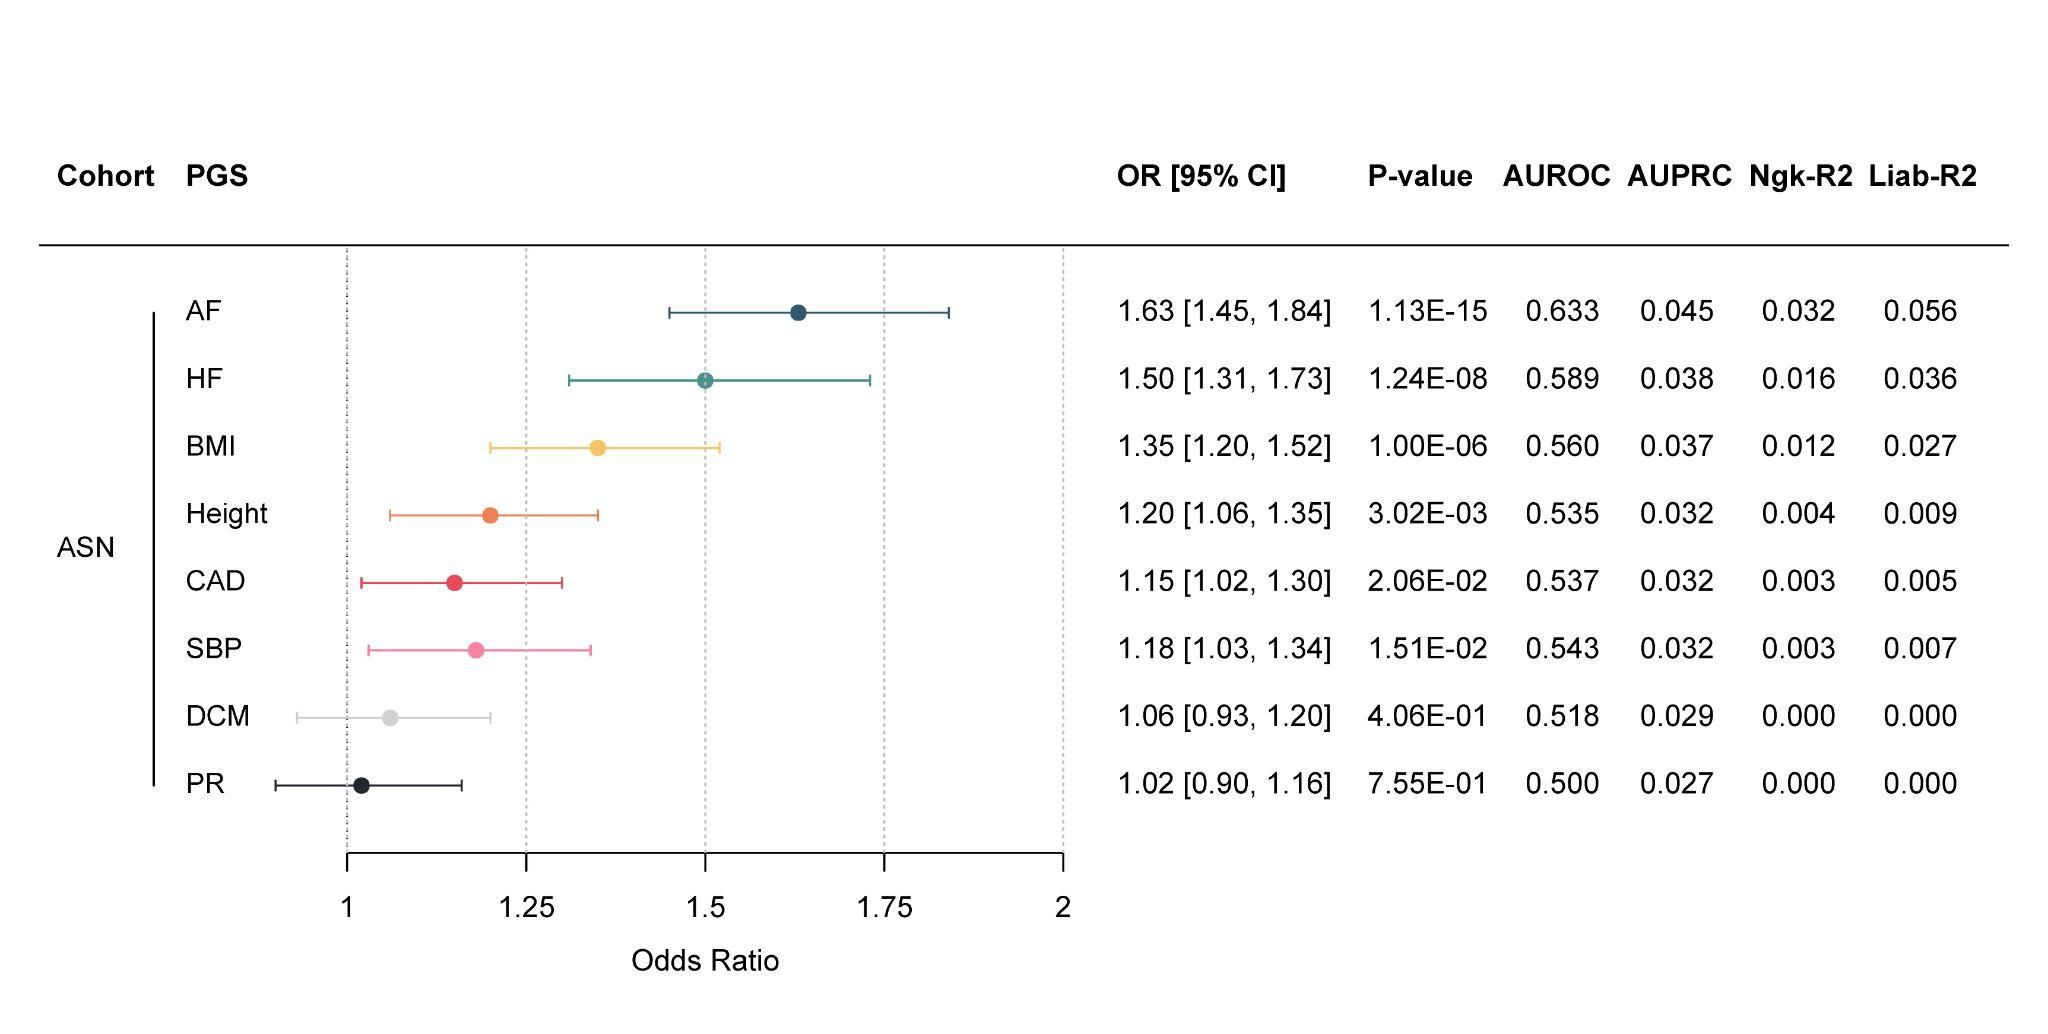 Cohort PGS OR [95% CI] P-value AUROC AUPRC Ngk-R2 Liab-R2
AF 1.63 [1.45, 1.84] 1.13E-15 0.633 0.045 0.032 0.056
HF 1.50 [1.31, 1.73] 1.24E-08 0.589 0.038 0.016 0.036
BMI 1.35 [1.20, 1.52] 1.00E-06 0.560 0.037 0.012 0.027
Height 1.20 [1.06, 1.35] 3.02E-03 0.535 0.032 0.004 0.009
ASN
CAD 1.15 [1.02, 1.30] 2.06E-02 0.537 0.032 0.003 0.005
SBP 1.18 [1.03, 1.34] 1.51E-02 0.543 0.032 0.003 0.007
DCM 1.06 [0.93, 1.20] 4.06E-01 0.518 0.029 0.000 0.000
PR 1.02 [0.90, 1.16] 7.55E-01 0.500 0.027 0.000 0.000
1 1.25 1.5 1.75 2
Odds Ratio